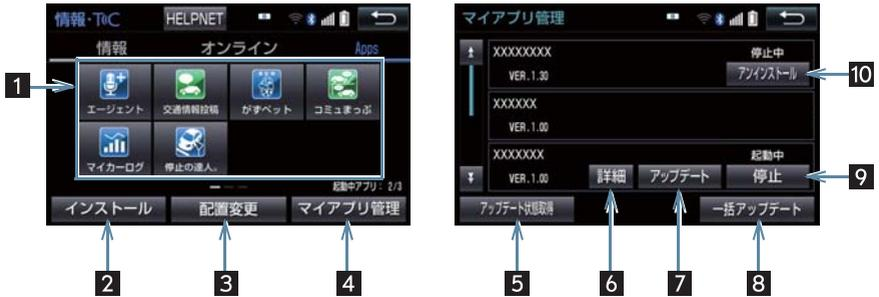 情報・T@C HELPNET
情報 オンライン Apps
1
エージェント 交通情報投稿 がずペット コミュまっぷ
マイカーログ 停止の達人。
起動中アプリ: 2/3
インストール 配置変更 マイアプリ管理
2 3 4
マイアプリ管理
XXXXXXXX 停止中
VER.1.30 アンインストール 10
XXXXXX
VER.1.00
XXXXXXX 起動中
VER.1.00 詳細 アップデート 停止 9
アップデート状態取得 一括アップデート
5 6 7 8